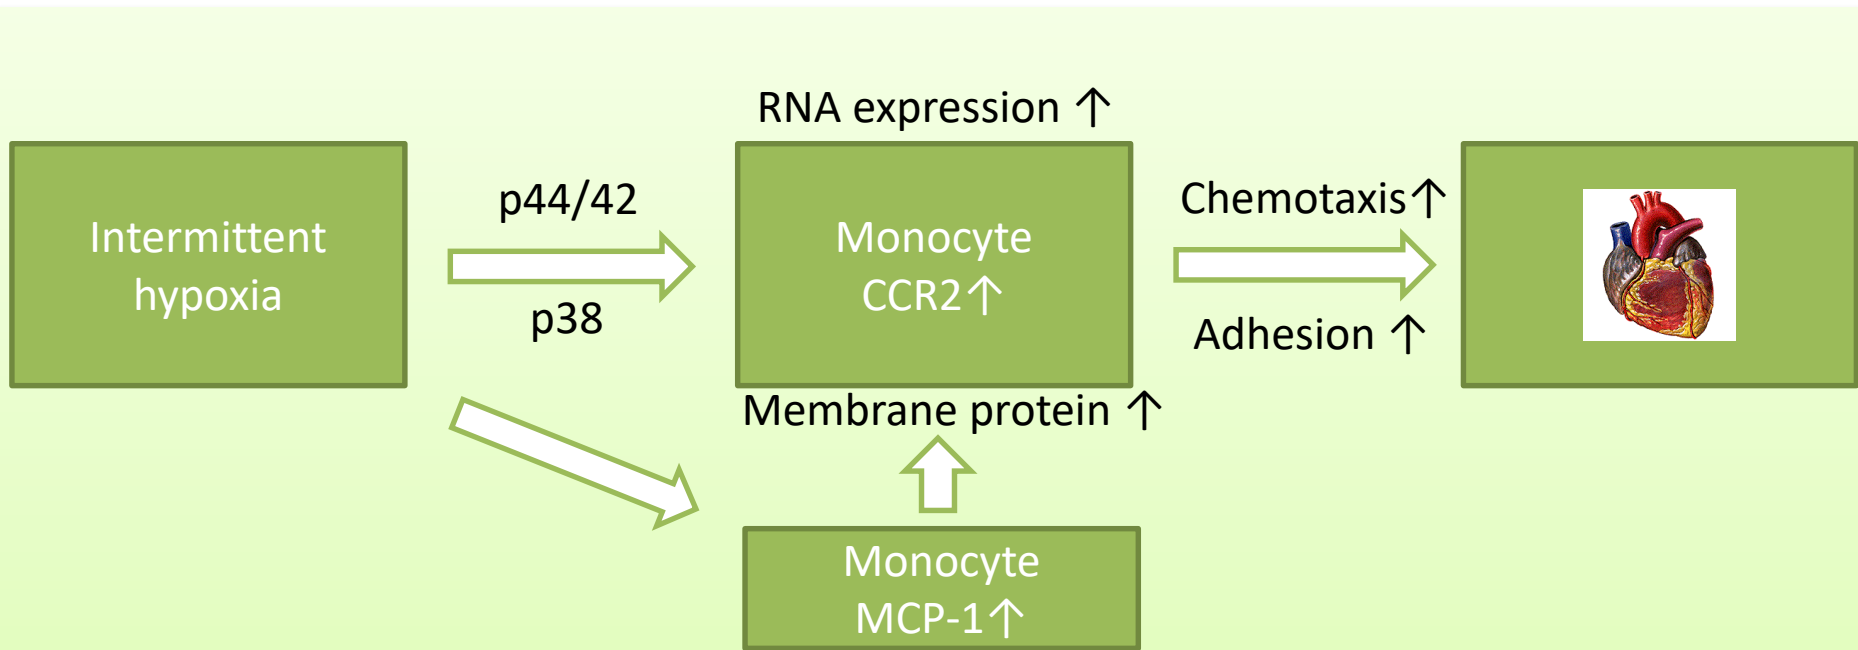 RNA expression ↑
Intermittent
hypoxia
p44/42
p38
Monocyte
CCR2↑
Chemotaxis↑
Adhesion ↑
Membrane protein ↑
Monocyte
MCP-1↑